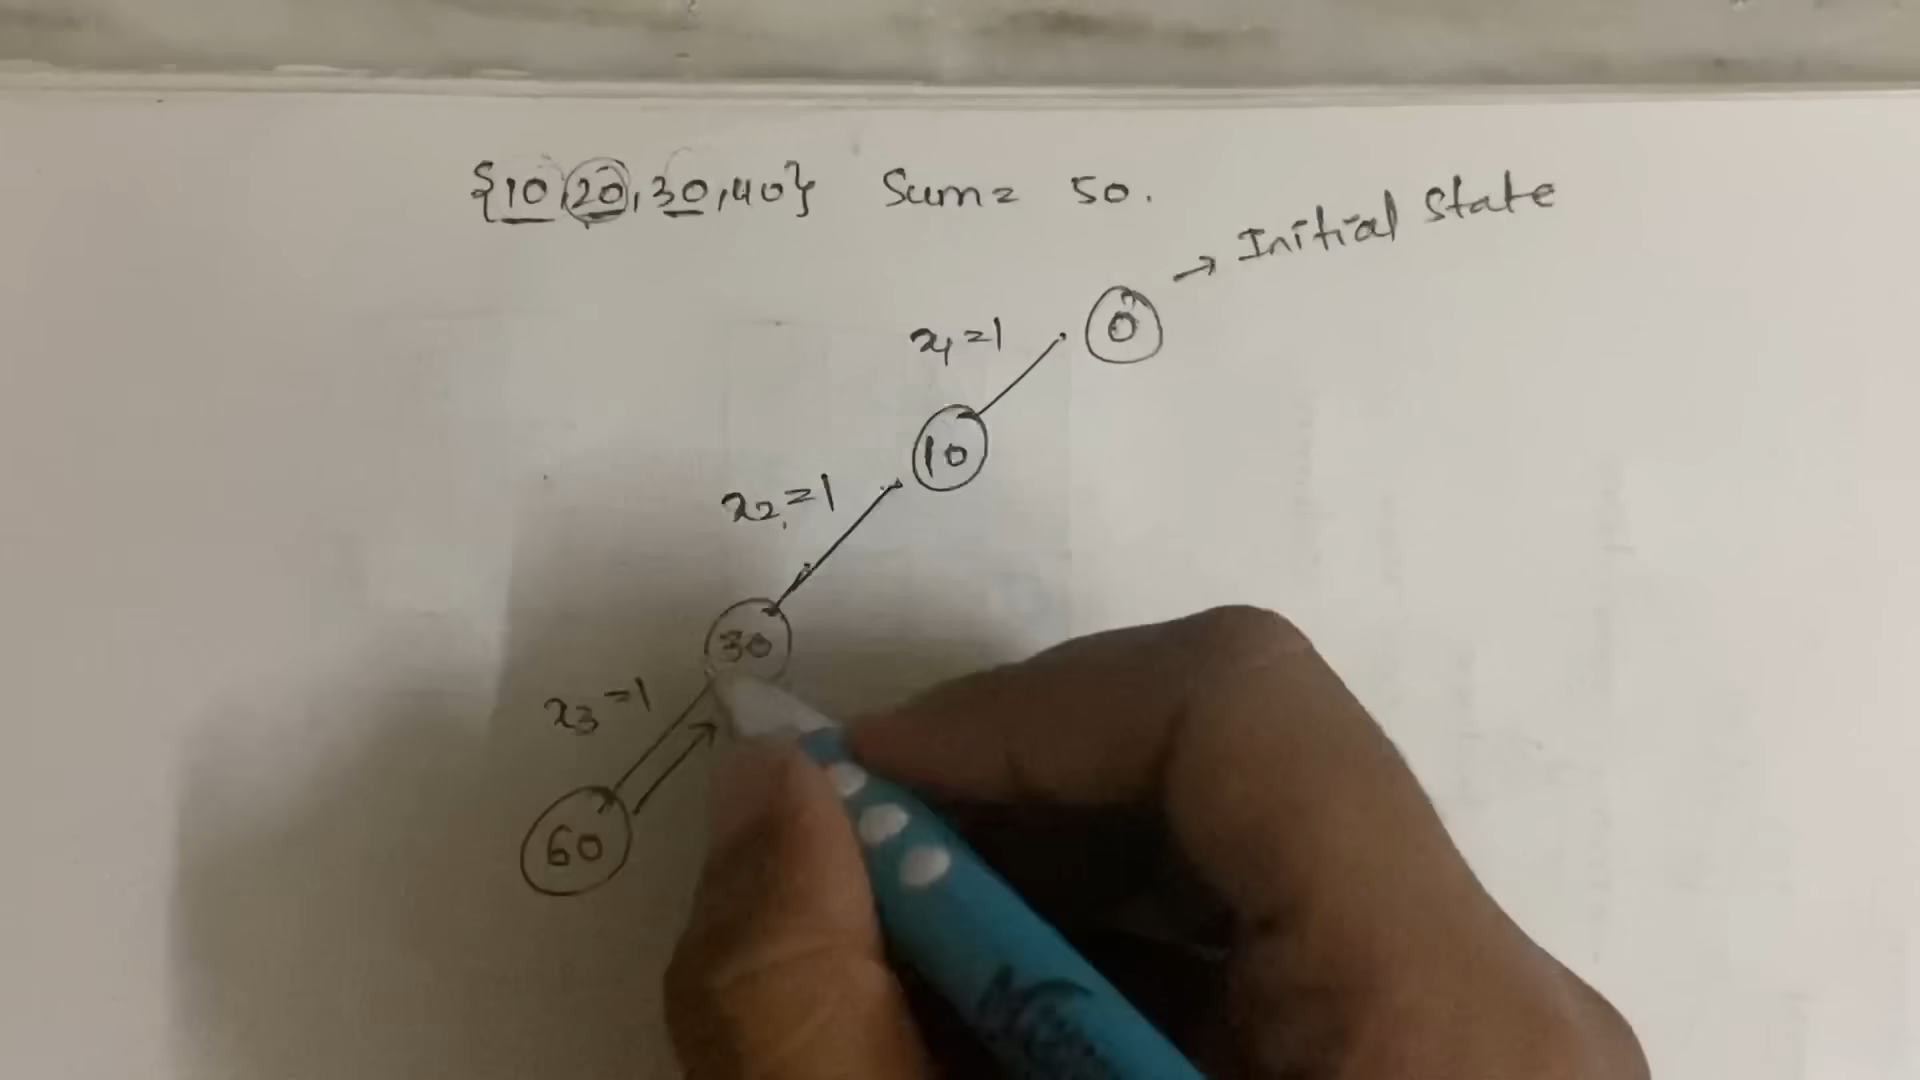 {10,20,30,40} Sum= 50.
→ Initial State
0
x1=1
10
x2=1
30
x3=1
60